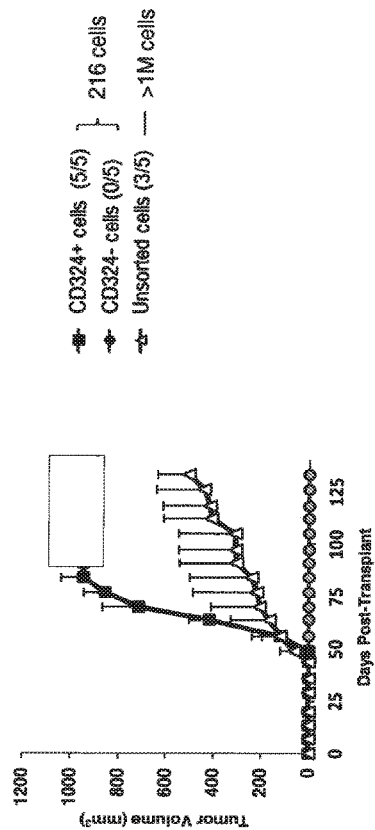 CD324+ cells (5/5)
CD324- cells (0/5)
216 cells
Unsorted cells (3/5)
>1M cells
1200
1000
800
600
400
200
0
Tumor Volume (mm³)
0
25
50
75
100
125
Days Post-Transplant